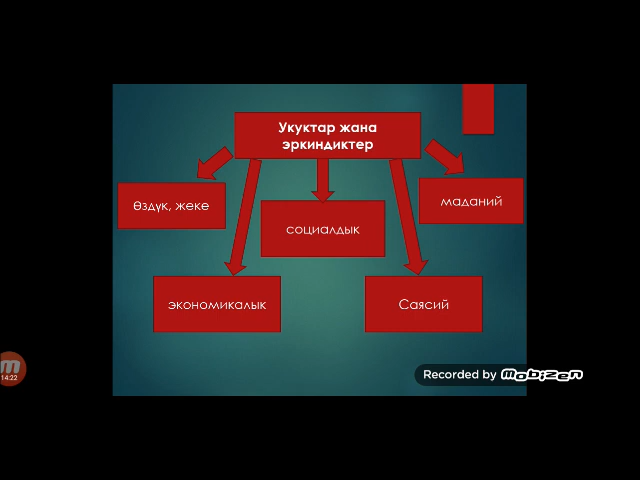 Укуктар жана
эркиндиктер
Өздүк, жеке
социалдык
маданий
экономикалык
Саясий
14:22
Recorded by Mobizen